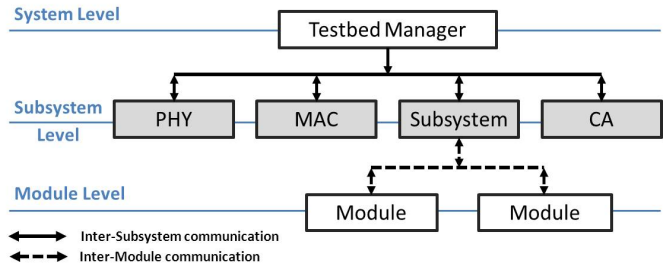 System Level
Testbed Manager
Subsystem
Level
PHY
MAC
Subsystem
CA
Module Level
Module
Module
Inter-Subsystem communication
Inter-Module communication